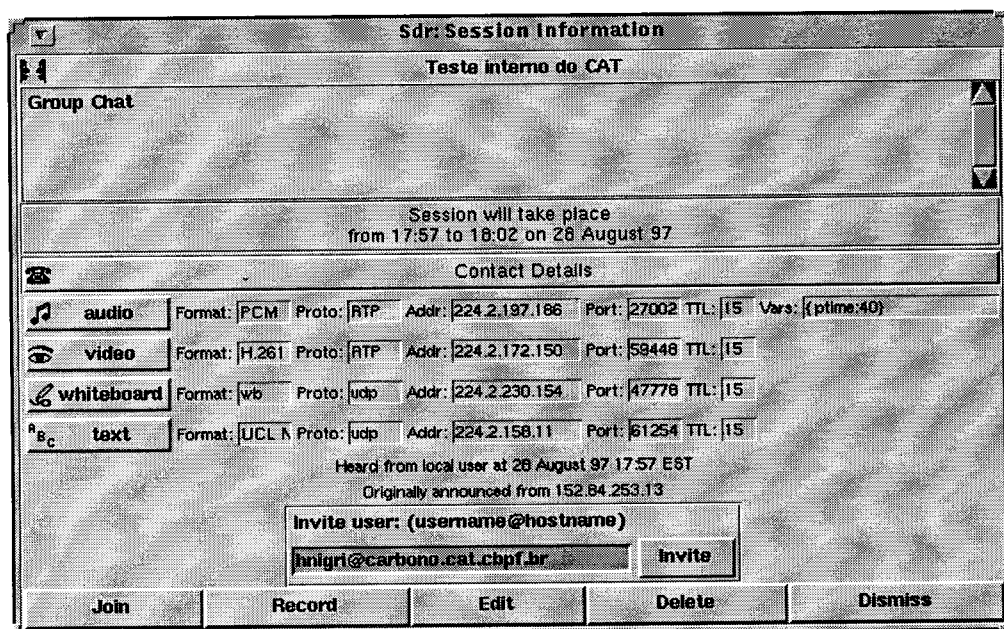 Sdr: Session Information
Teste interno do CAT
Group Chat
Session will take place
from 17:57 to 18:02 on 28 August 97
Contact Details
audio Format: PCM Proto: RTP Addr: 224.2.197.186 Port: 27002 TTL: 15 Vars: {ptime:40}
video Format: H.261 Proto: RTP Addr: 224.2.172.150 Port: 59448 TTL: 15
whiteboard Format: wb Proto: udp Addr: 224.2.230.154 Port: 47778 TTL: 15
ABC text Format: UCL N Proto: udp Addr: 224.2.158.11 Port: 61254 TTL: 15
Heard from local user at 28 August 97 17:57 EST
Originally announced from 152.84.253.13
Invite user: (username@hostname)
hnigri@carbono.cat.cbpf.br Invite
Join Record Edit Delete Dismiss